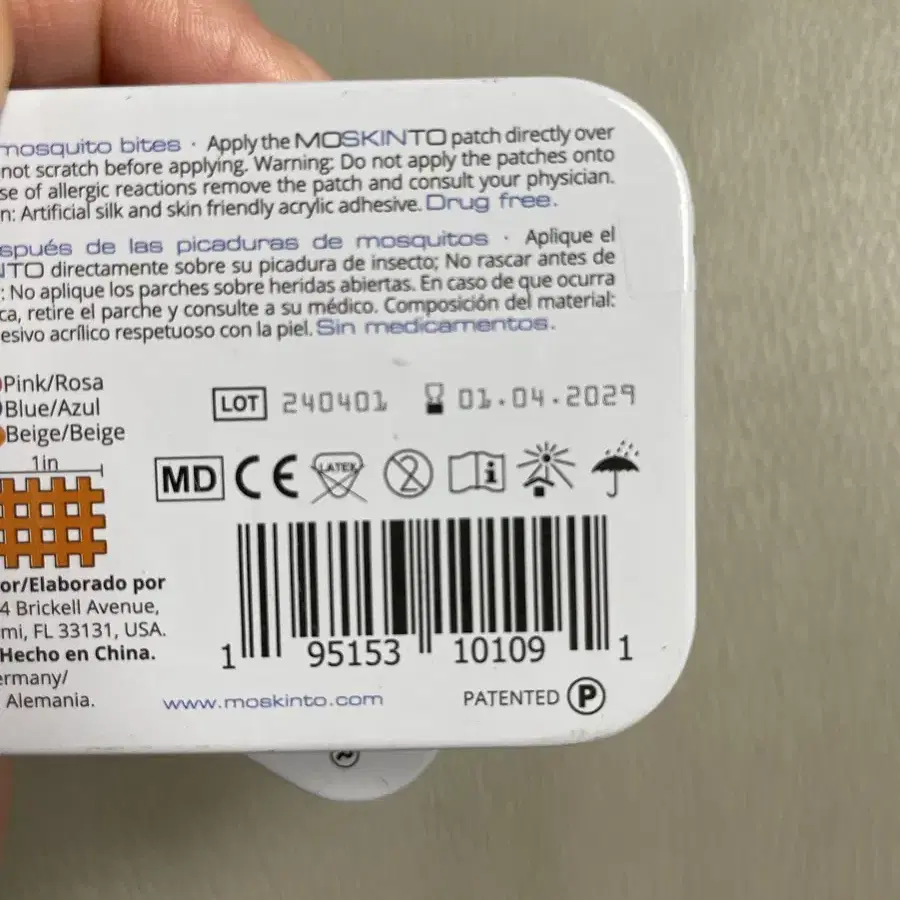 mosquito bites · Apply the MOSKINTO patch directly over
not scratch before applying. Warning: Do not apply the patches onto
se of allergic reactions remove the patch and consult your physician.
n: Artificial silk and skin friendly acrylic adhesive. Drug free.
spués de las picaduras de mosquitos · Aplique el
NTO directamente sobre su picadura de insecto; No rascar antes de
: No aplique los parches sobre heridas abiertas. En caso de que ocurra
ca, retire el parche y consulte a su médico. Composición del material:
esivo acrílico respetuoso con la piel. Sin medicamentos.
Pink/Rosa
Blue/Azul
Beige/Beige
1in
LOT 240401 01.04.2029
MD CE LATEX 2 i
or/Elaborado por
4 Brickell Avenue,
mi, FL 33131, USA.
Hecho en China.
ermany/
Alemania.
1 95153 10109 1
www.moskinto.com
PATENTED P